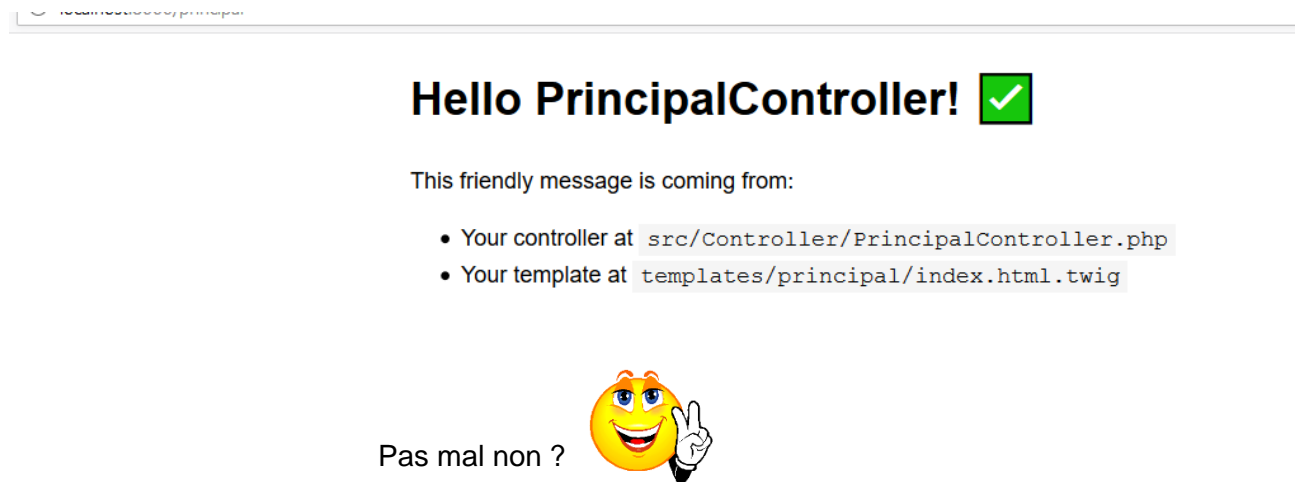 Hello PrincipalController! ✅
This friendly message is coming from:
• Your controller at src/Controller/PrincipalController.php
• Your template at templates/principal/index.html.twig
Pas mal non ?